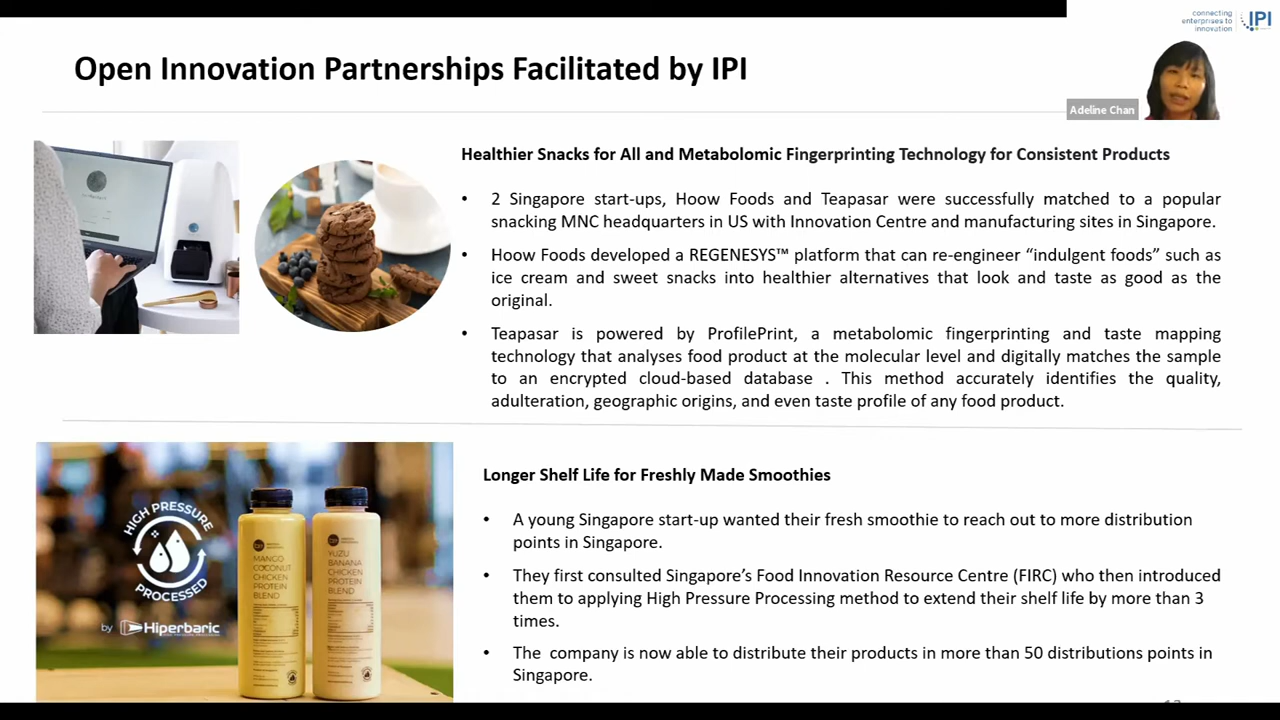 connecting
enterprises to
innovation
IPI
Open Innovation Partnerships Facilitated by IPI
Adeline Chan
Healthier Snacks for All and Metabolomic Fingerprinting Technology for Consistent Products
• 2 Singapore start-ups, Hoow Foods and Teapasar were successfully matched to a popular
snacking MNC headquarters in US with Innovation Centre and manufacturing sites in Singapore.
• Hoow Foods developed a REGENESYS™ platform that can re-engineer “indulgent foods” such as
ice cream and sweet snacks into healthier alternatives that look and taste as good as the
original.
• Teapasar is powered by ProfilePrint, a metabolomic fingerprinting and taste mapping
technology that analyses food product at the molecular level and digitally matches the sample
to an encrypted cloud-based database . This method accurately identifies the quality,
adulteration, geographic origins, and even taste profile of any food product.
HIGH PRESSURE
PROCESSED
by Hiperbaric
MANGO
COCONUT
CHICKEN
PROTEIN
BLEND
YUZU
BANANA
CHICKEN
PROTEIN
BLEND
Longer Shelf Life for Freshly Made Smoothies
• A young Singapore start-up wanted their fresh smoothie to reach out to more distribution
points in Singapore.
• They first consulted Singapore’s Food Innovation Resource Centre (FIRC) who then introduced
them to applying High Pressure Processing method to extend their shelf life by more than 3
times.
• The company is now able to distribute their products in more than 50 distributions points in
Singapore.